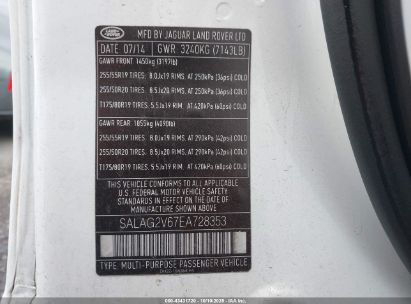 LAND ROVER
MFD. BY JAGUAR LAND ROVER LTD
DATE 07/14 GWR 3240KG (7143LB)
GAWR FRONT 1450kg (3197lb)
255/55R19 TIRES 8.0Jx19 RIMS. AT 250kPa (36psi) COLD
255/50R20 TIRES 8.5Jx20 RIMS. AT 250kPa (36psi) COLD
T175/80R19 TIRES 5.5Jx19 RIM. AT 420kPa (60psi) COLD
GAWR REAR 1855kg (4090lb)
255/55R19 TIRES 8.0Jx19 RIMS. AT 290kPa (42psi) COLD
255/50R20 TIRES 8.5Jx20 RIMS. AT 290kPa (42psi) COLD
T175/80R19 TIRES 5.5Jx19 RIM. AT 420kPa (60psi) COLD
THIS VEHICLE CONFORMS TO ALL
APPLICABLE FEDERAL SAFETY STANDARDS
IN EFFECT ON THE DATE OF
MANUFACTURE SHOWN ABOVE
SALAG2V67EA728353
TYPE: MULTI-PURPOSE PASSENGER VEHICLE